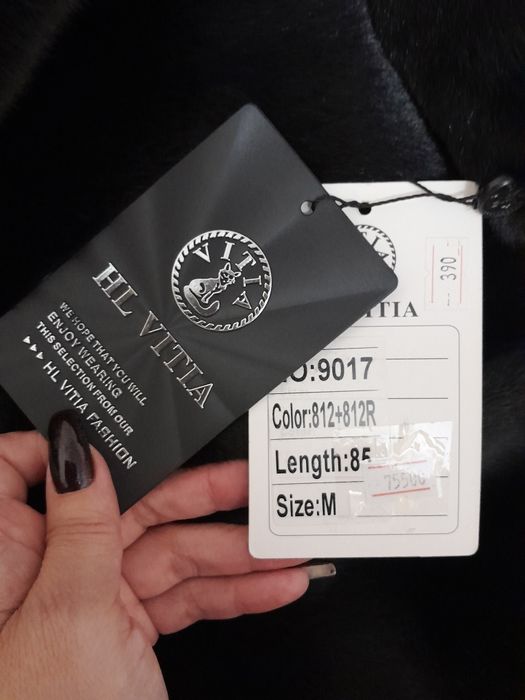 VITIA
HL VITIA
WE HOPE THAT YOU WILL
ENJOY WEARING
THIS SELECTION FROM OUR
▶▶▶ HL VITIA FASHION
390
TIA
O:9017
Color:812+812R
Length:85
75500
Size:M